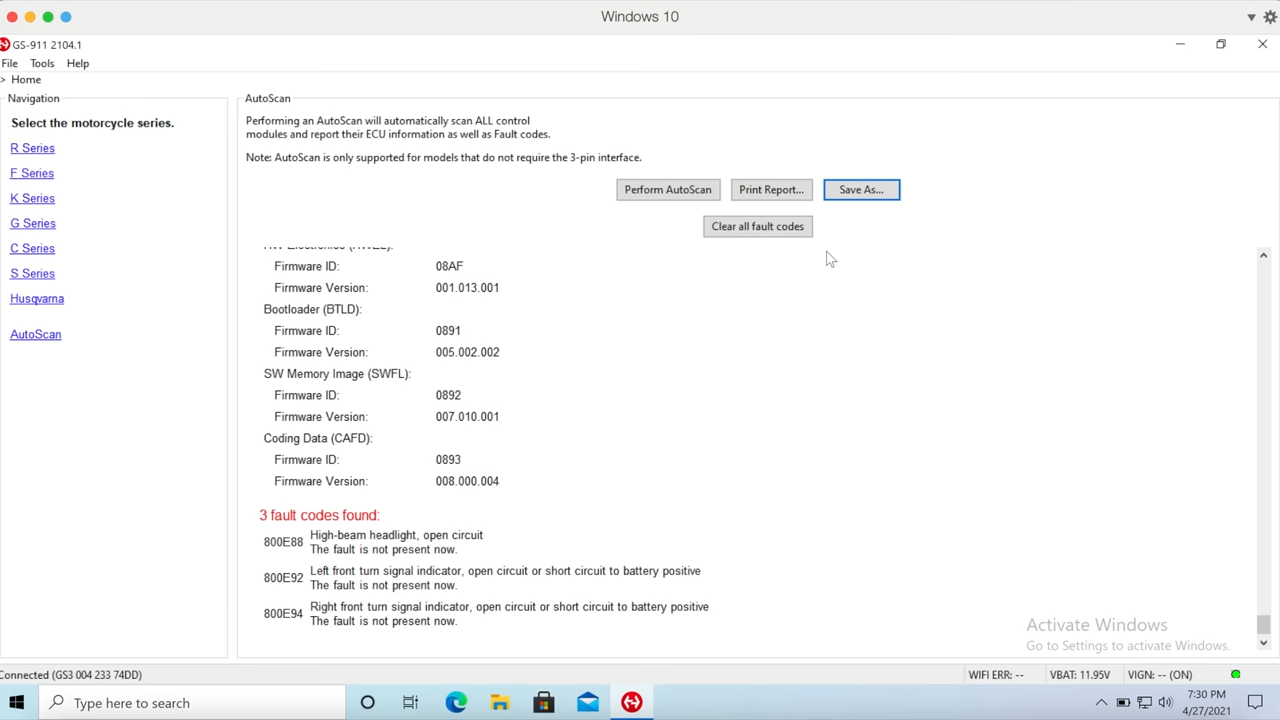 Windows 10
GS-911 2104.1
File Tools Help
> Home
Navigation
Select the motorcycle series.
R Series
F Series
K Series
G Series
C Series
S Series
Husqvarna
AutoScan
AutoScan
Performing an AutoScan will automatically scan ALL control
modules and report their ECU information as well as Fault codes.
Note: AutoScan is only supported for models that do not require the 3-pin interface.
Perform AutoScan Print Report... Save As...
Clear all fault codes
Firmware ID: 08AF
Firmware Version: 001.013.001
Bootloader (BTLD):
Firmware ID: 0891
Firmware Version: 005.002.002
SW Memory Image (SWFL):
Firmware ID: 0892
Firmware Version: 007.010.001
Coding Data (CAFD):
Firmware ID: 0893
Firmware Version: 008.000.004
3 fault codes found:
800E88 High-beam headlight, open circuit
The fault is not present now.
800E92 Left front turn signal indicator, open circuit or short circuit to battery positive
The fault is not present now.
800E94 Right front turn signal indicator, open circuit or short circuit to battery positive
The fault is not present now.
Activate Windows
Go to Settings to activate Windows.
Connected (GS3 004 233 74DD) WIFI ERR: -- VBAT: 11.95V VIGN: -- (ON)
Type here to search
7:30 PM
4/27/2021